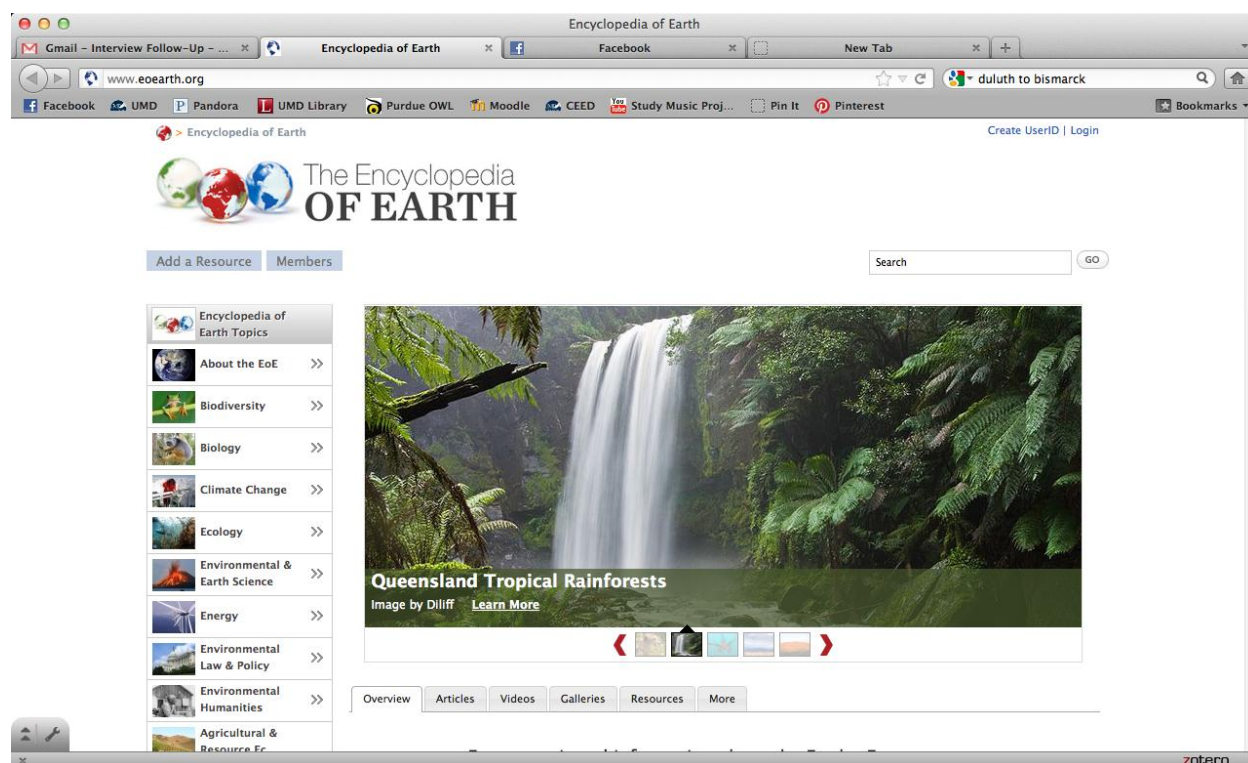 Encyclopedia of Earth
Gmail – Interview Follow-Up – ... Encyclopedia of Earth Facebook New Tab
www.eoearth.org duluth to bismarck
Facebook UMD Pandora UMD Library Purdue OWL Moodle CEED Study Music Proj... Pin It Pinterest Bookmarks
> Encyclopedia of Earth Create UserID | Login
The Encyclopedia
OF EARTH
Add a Resource Members Search GO
Encyclopedia of
Earth Topics
About the EoE
Biodiversity
Biology
Climate Change
Ecology
Environmental &
Earth Science
Energy
Environmental
Law & Policy
Environmental
Humanities
Agricultural &
Resource Ec
Queensland Tropical Rainforests
Image by Diliff Learn More
Overview Articles Videos Galleries Resources More
zotero